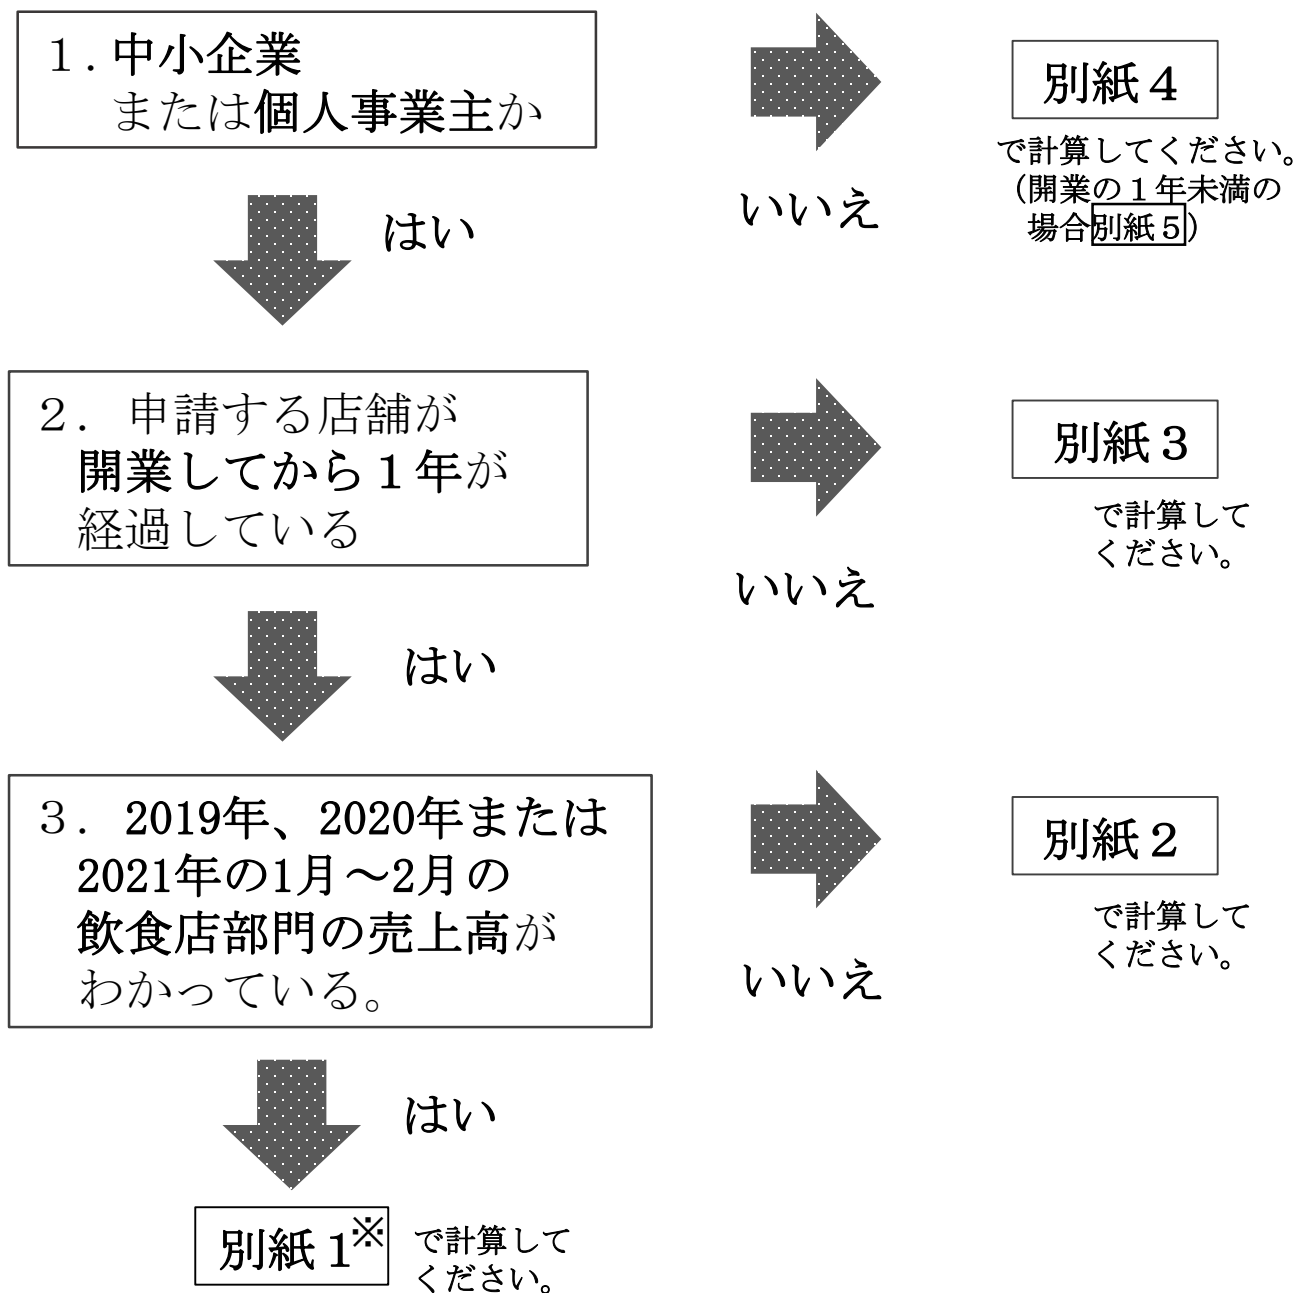 １.中小企業
または個人事業主か
別紙４
で計算してください。
（開業の１年未満の
場合別紙５）
いいえ
はい
２． 申請する店舗が
開業してから１年が
経過している
別紙３
で計算して
ください。
いいえ
はい
３． 2019年、2020年または
2021年の1月～2月の
飲食店部門の売上高が
わかっている。
別紙２
で計算して
ください。
いいえ
はい
別紙１※
で計算して
ください。